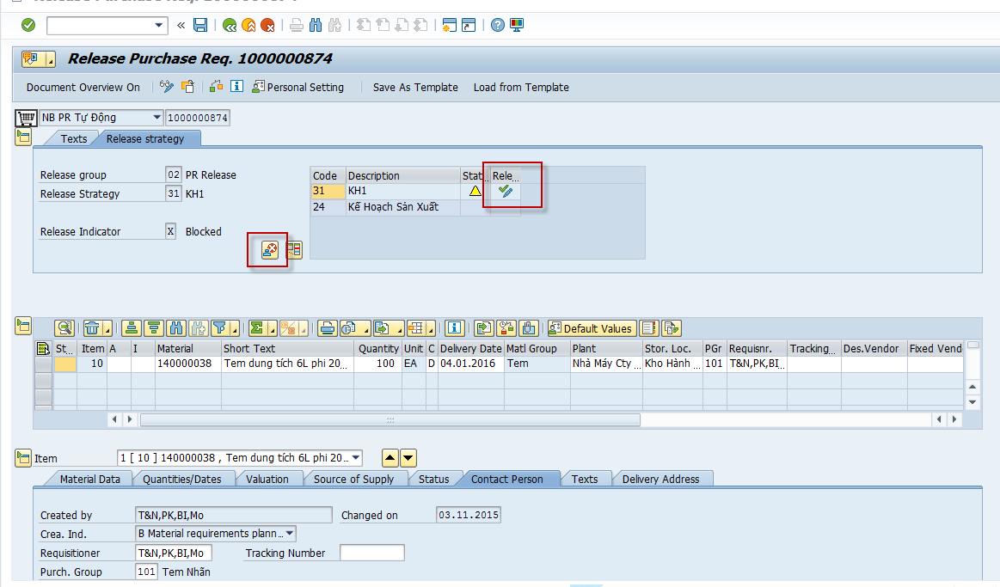 Release Purchase Req. 1000000874
Document Overview On Personal Setting Save As Template Load from Template
NB PR Tự Động 1000000874
Texts Release strategy
Release group 02 PR Release
Release Strategy 31 KH1
Release Indicator X Blocked
Code Description Stat... Rele...
31 KH1
24 Kế Hoạch Sản Xuất
Default Values
St... Item A I Material Short Text Quantity Unit C Delivery Date Matl Group Plant Stor. Loc. PGr Requisnr. Tracking... Des.Vendor Fixed Vend
10 140000038 Tem dung tích 6L phi 20... 100 EA D 04.01.2016 Tem Nhà Máy Cty ... Kho Hành ... 101 T&N,PK,BI...
Item 1 [ 10 ] 140000038 , Tem dung tích 6L phi 20...
Material Data Quantities/Dates Valuation Source of Supply Status Contact Person Texts Delivery Address
Created by T&N,PK,BI,Mo Changed on 03.11.2015
Crea. Ind. B Material requirements plann...
Requisitioner T&N,PK,BI,Mo Tracking Number
Purch. Group 101 Tem Nhãn